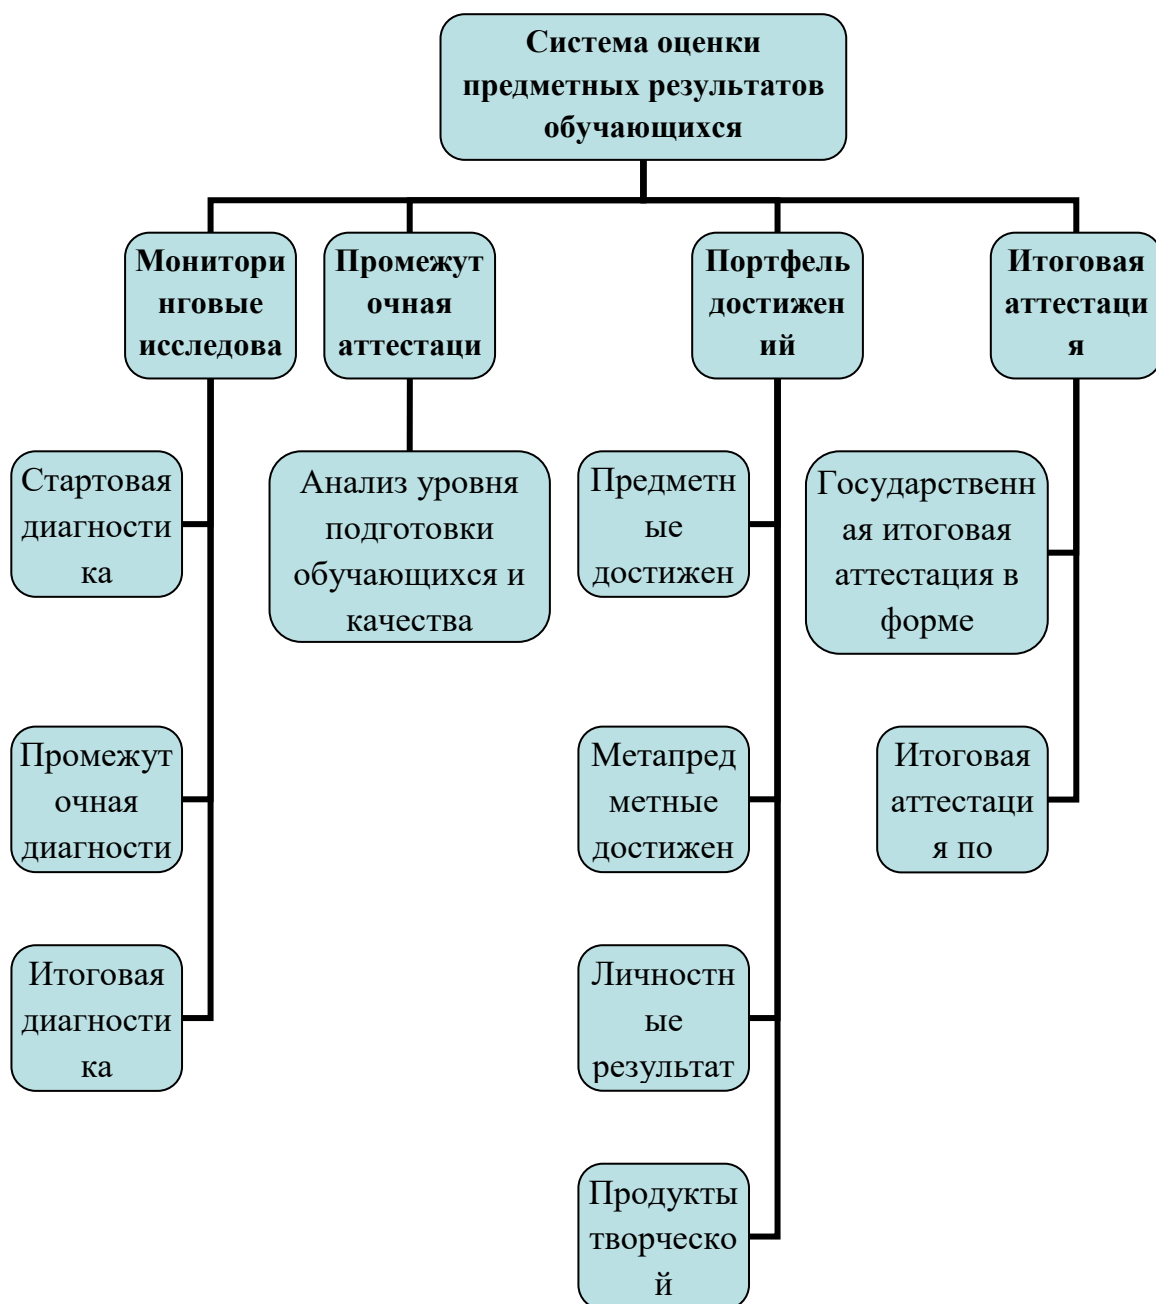 Система оценки
предметных результатов
обучающихся
Монитори
нговые
исследова
Промежут
очная
аттестаци
Портфель
достижен
ий
Итоговая
аттестаци
я
Стартовая
диагности
ка
Анализ уровня
подготовки
обучающихся и
качества
Предметн
ые
достижен
Государственн
ая итоговая
аттестация в
форме
Промежут
очная
диагности
Метапред
метные
достижен
Итоговая
аттестаци
я по
Итоговая
диагности
ка
Личностн
ые
результат
Продукты
творческо
й